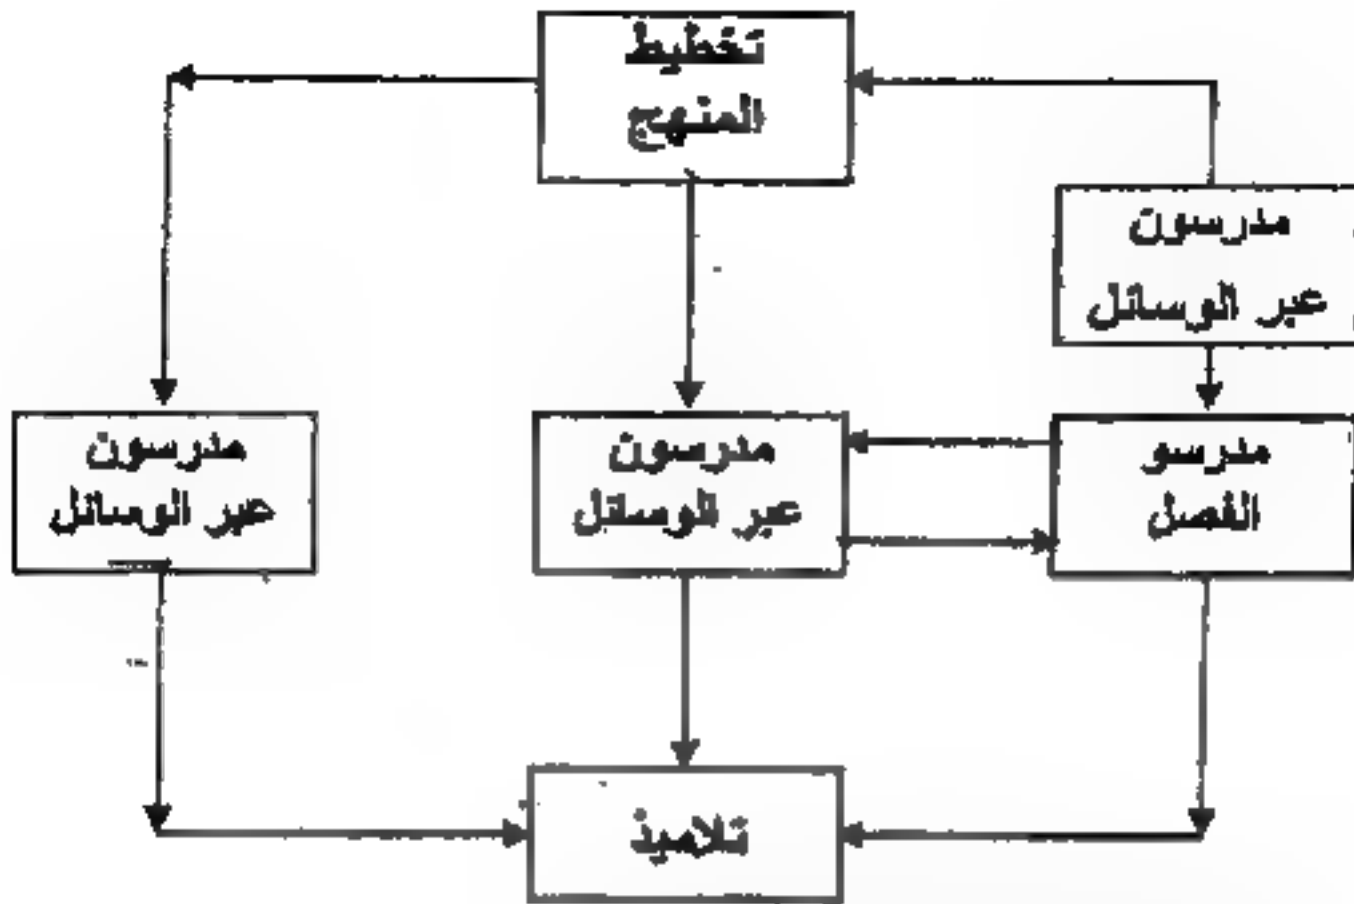 تخطيط
المنهج
مدرسون
عبر الوسائل
مدرسو
الفصل
مدرسون
عبر الوسائل
مدرسون
عبر الوسائل
تلاميذ